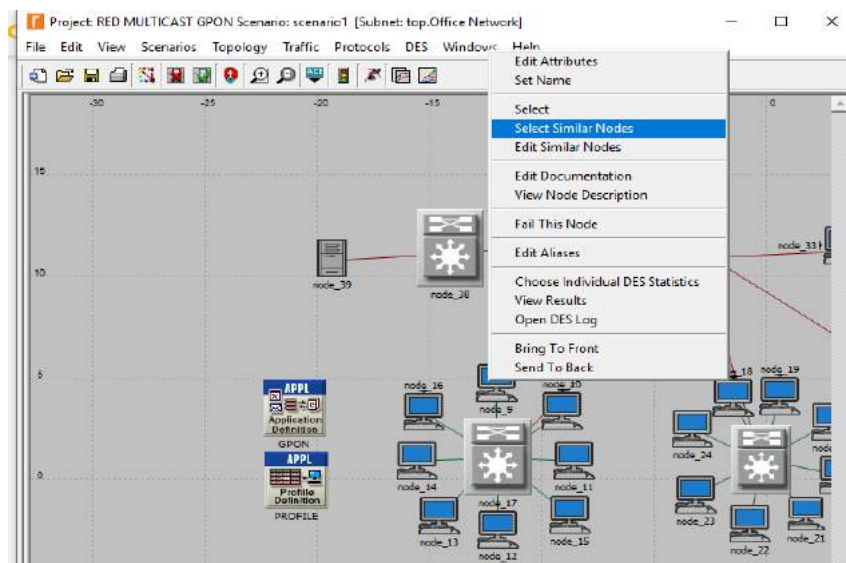 Project: RED MULTICAST GPON Scenario: scenario1 [Subnet: top.Office Network]
File Edit View Scenarios Topology Traffic Protocols DES Windows Help
Edit Attributes
Set Name
Select
Select Similar Nodes
Edit Similar Nodes
Edit Documentation
View Node Description
Fail This Node
Edit Aliases
Choose Individual DES Statistics
View Results
Open DES Log
Bring To Front
Send To Back
-30 -25 -20 -15 0
15
node_33
10
node_39
node_38
5
APPL
Application
Definition
GPON
APPL
Profile
Definition
PROFILE
0
node_16
node_10
node_9
node_14
node_11
node_17
node_13
node_15
node_12
18
node_19
node_24
node_23
node_21
node_22